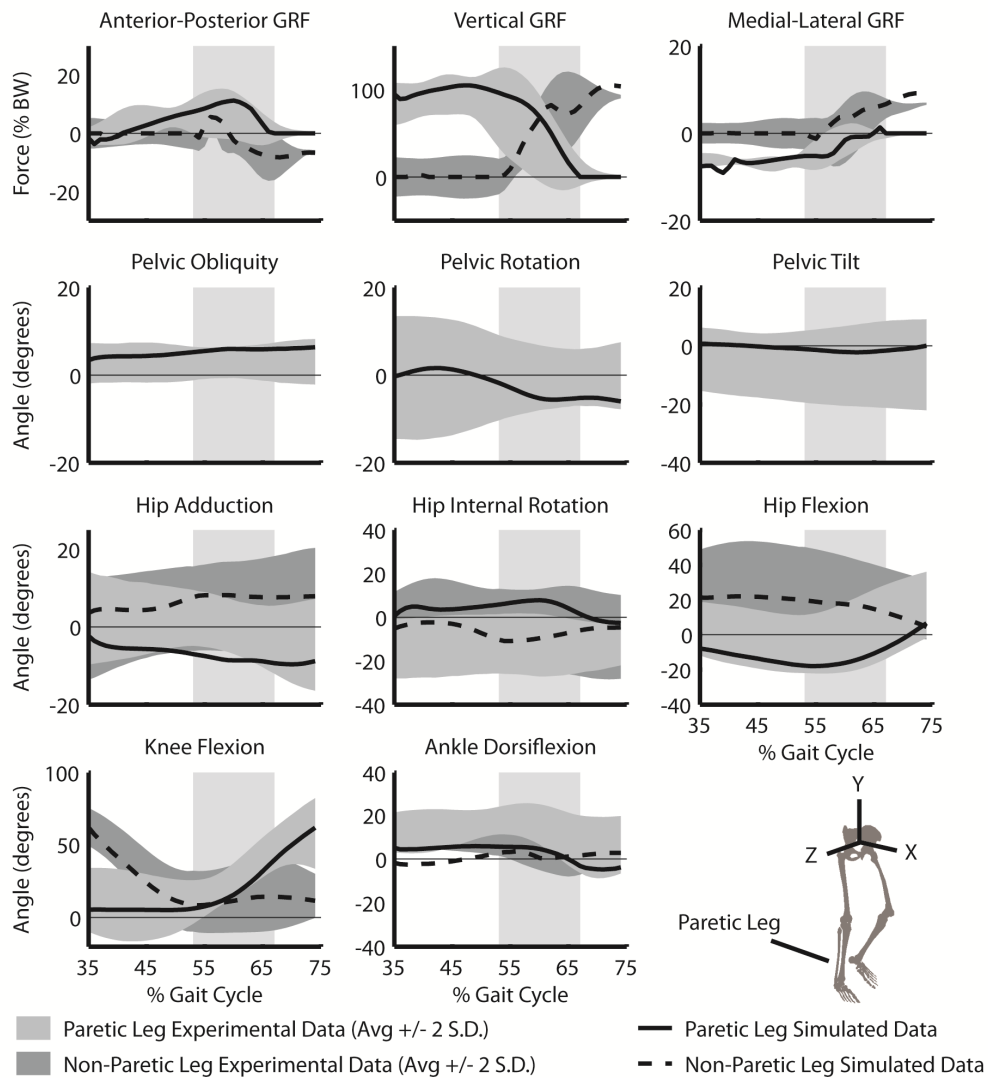 Anterior-Posterior GRF
Vertical GRF
Medial-Lateral GRF
Force (% BW)
20
0
-20
100
0
20
0
-20
Pelvic Obliquity
Pelvic Rotation
Pelvic Tilt
Angle (degrees)
20
0
-20
20
0
-20
20
0
-20
-40
Hip Adduction
Hip Internal Rotation
Hip Flexion
Angle (degrees)
20
0
-20
40
20
0
-20
-40
60
40
20
0
-20
-40
35 45 55 65 75
% Gait Cycle
Knee Flexion
Ankle Dorsiflexion
Angle (degrees)
100
50
0
35 45 55 65 75
% Gait Cycle
40
20
0
-20
-40
35 45 55 65 75
% Gait Cycle
Y
Z
X
Paretic Leg
Paretic Leg Experimental Data (Avg +/- 2 S.D.)
Paretic Leg Simulated Data
Non-Paretic Leg Experimental Data (Avg +/- 2 S.D.)
Non-Paretic Leg Simulated Data